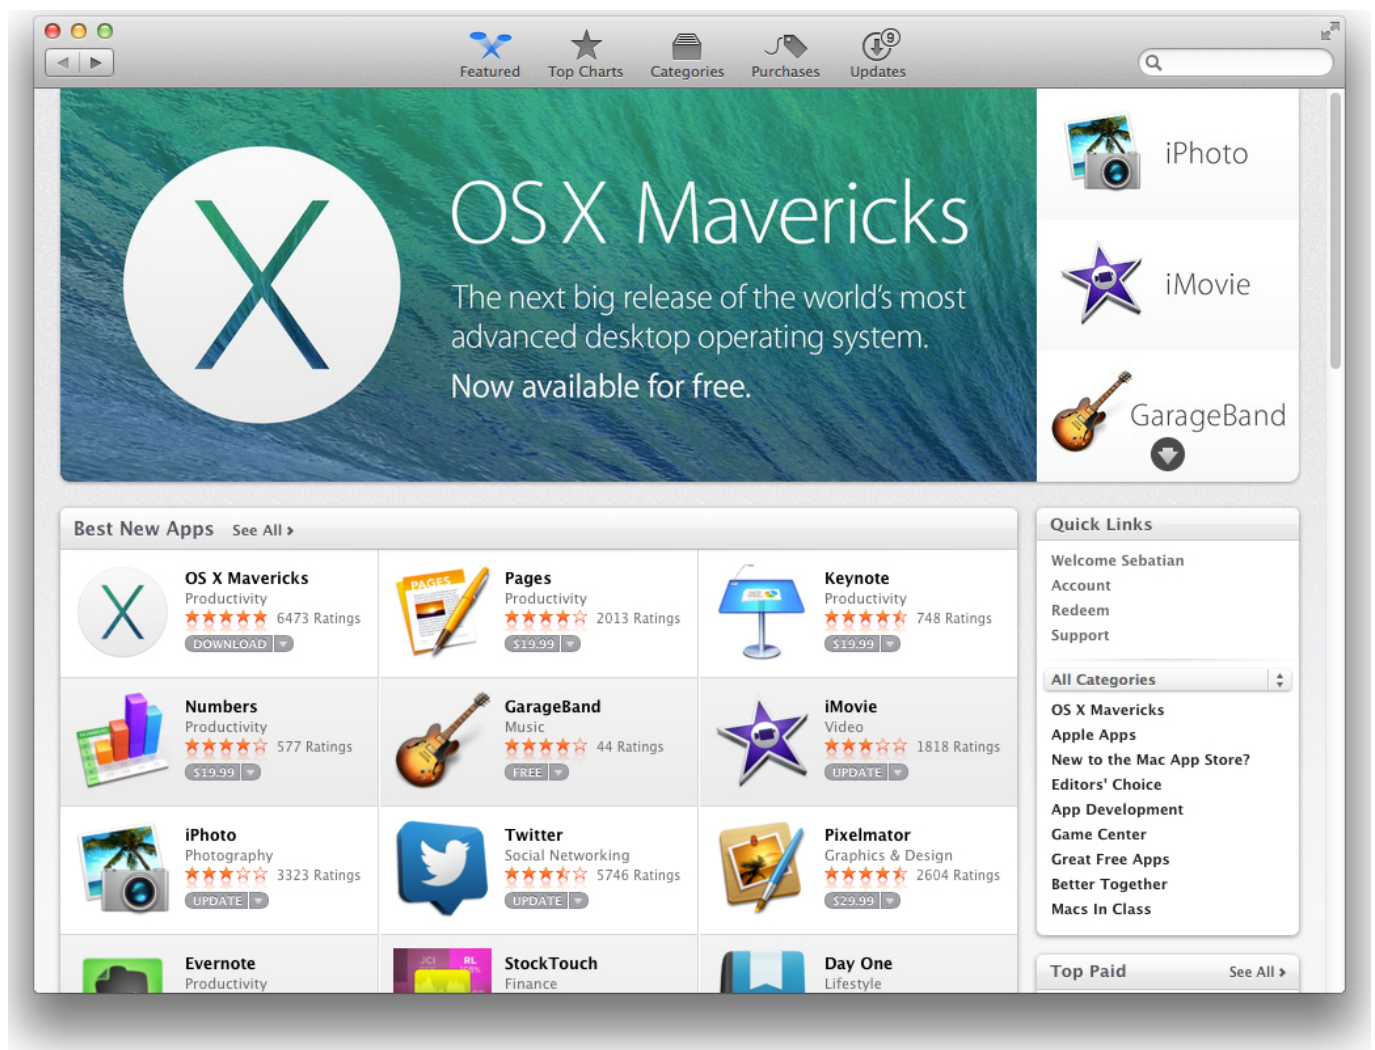 Featured
Top Charts
Categories
Purchases
9
Updates
X
OS X Mavericks
The next big release of the world's most
advanced desktop operating system.
Now available for free.
iPhoto
iMovie
GarageBand
Best New Apps See All ›
X
OS X Mavericks
Productivity
6473 Ratings
DOWNLOAD
PAGES
Pages
Productivity
2013 Ratings
$19.99
Keynote
Productivity
748 Ratings
$19.99
NUMBERS
Numbers
Productivity
577 Ratings
$19.99
GarageBand
Music
44 Ratings
FREE
iMovie
Video
1818 Ratings
UPDATE
iPhoto
Photography
3323 Ratings
UPDATE
Twitter
Social Networking
5746 Ratings
UPDATE
Pixelmator
Graphics & Design
2604 Ratings
$29.99
Evernote
Productivity
JCI
RL
StockTouch
Finance
Day One
Lifestyle
Quick Links
Welcome Sebatian
Account
Redeem
Support
All Categories
OS X Mavericks
Apple Apps
New to the Mac App Store?
Editors' Choice
App Development
Game Center
Great Free Apps
Better Together
Macs In Class
Top Paid See All ›